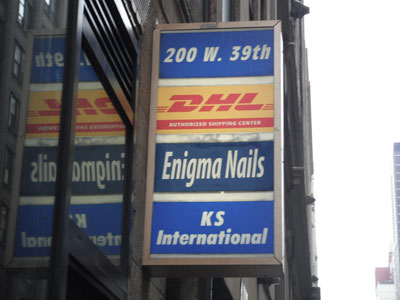 200 W. 39th
DHL
AUTHORIZED SHIPPING CENTER
Enigma Nails
KS
International